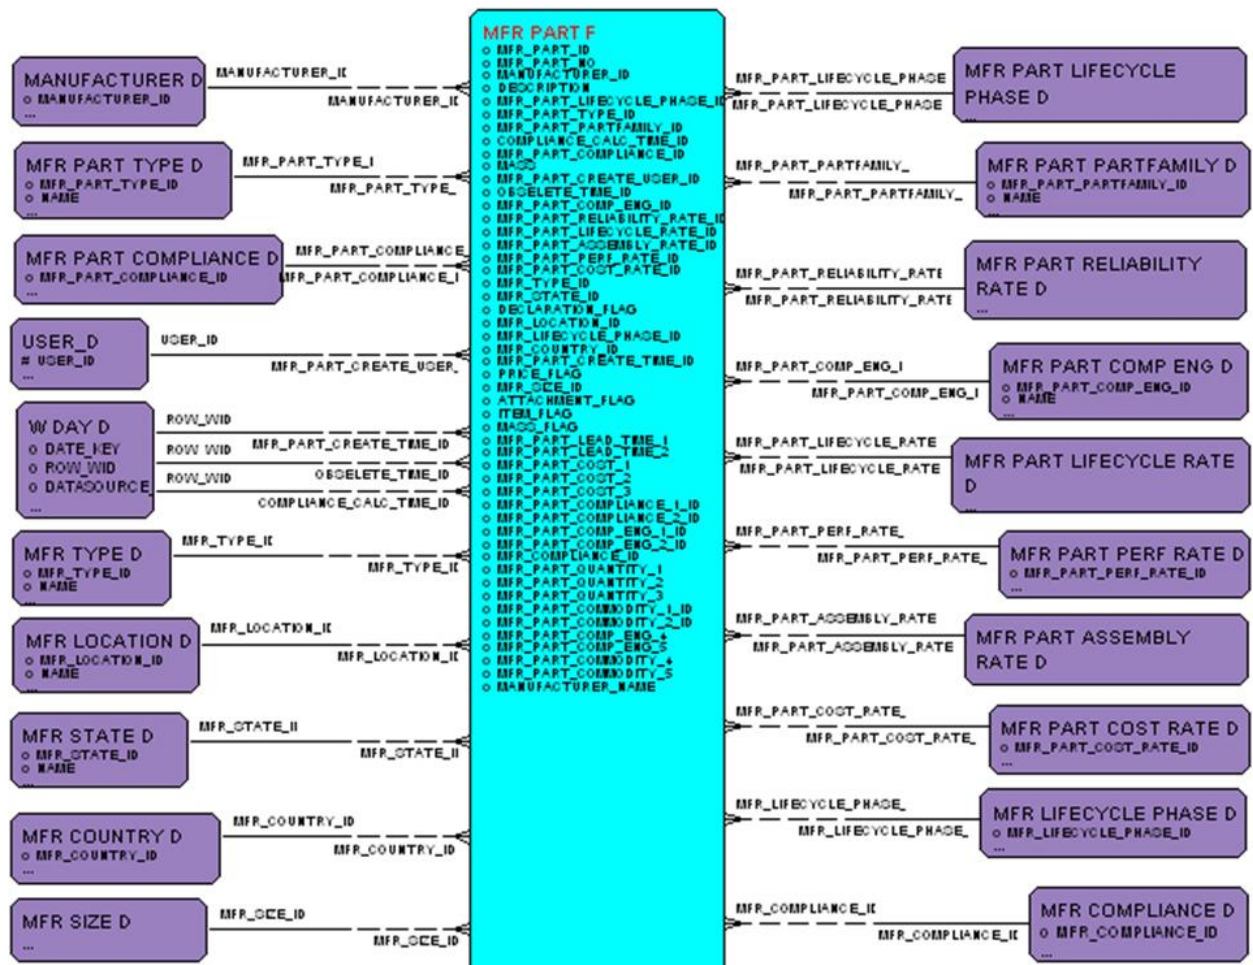 MANUFACTURER D
o MANUFACTURER_ID
...
MANUFACTURER_ID
MANUFACTURER_ID
MFR PART TYPE D
o MFR_PART_TYPE_ID
o NAME
...
MFR_PART_TYPE_I
MFR_PART_TYPE_
MFR PART COMPLIANCE D
o MFR_PART_COMPLIANCE_ID
...
MFR_PART_COMPLIANCE
MFR_PART_COMPLIANCE_I
USER_D
# USER_ID
...
USER_ID
MFR_PART_CREATE_USER_
W DAY D
o DATE_KEY
o ROW_WID
o DATASOURCE_
...
ROW_WID
MFR_PART_CREATE_TIME_ID
ROW_WID
OBSELETE_TIME_ID
ROW_WID
COMPLIANCE_CALC_TIME_ID
MFR TYPE D
o MFR_TYPE_ID
o NAME
...
MFR_TYPE_ID
MFR_TYPE_ID
MFR LOCATION D
o MFR_LOCATION_ID
o NAME
...
MFR_LOCATION_ID
MFR_LOCATION_ID
MFR STATE D
o MFR_STATE_ID
o NAME
...
MFR_STATE_II
MFR_STATE_II
MFR COUNTRY D
o MFR_COUNTRY_ID
...
MFR_COUNTRY_ID
MFR_COUNTRY_ID
MFR SIZE D
...
MFR_SIZE_ID
MFR_SIZE_ID
MFR PART F
o MFR_PART_ID
o MFR_PART_NO
o MANUFACTURER_ID
o DESCRIPTION
o MFR_PART_LIFECYCLE_PHASE_ID
o MFR_PART_TYPE_ID
o MFR_PART_PARTFAMILY_ID
o COMPLIANCE_CALC_TIME_ID
o MFR_PART_COMPLIANCE_ID
o MASS
o MFR_PART_CREATE_USER_ID
o OBSELETE_TIME_ID
o MFR_PART_COMP_ENG_ID
o MFR_PART_RELIABILITY_RATE_ID
o MFR_PART_LIFECYCLE_RATE_ID
o MFR_PART_ASSEMBLY_RATE_ID
o MFR_PART_PERF_RATE_ID
o MFR_PART_COST_RATE_ID
o MFR_TYPE_ID
o MFR_STATE_ID
o DECLARATION_FLAG
o MFR_LOCATION_ID
o MFR_LIFECYCLE_PHASE_ID
o MFR_COUNTRY_ID
o MFR_PART_CREATE_TIME_ID
o PRICE_FLAG
o MFR_SIZE_ID
o ATTACHMENT_FLAG
o ITEM_FLAG
o MASS_FLAG
o MFR_PART_LEAD_TIME_1
o MFR_PART_LEAD_TIME_2
o MFR_PART_COST_1
o MFR_PART_COST_2
o MFR_PART_COST_3
o MFR_PART_COMPLIANCE_1_ID
o MFR_PART_COMPLIANCE_2_ID
o MFR_PART_COMP_ENG_1_ID
o MFR_PART_COMP_ENG_2_ID
o MFR_COMPLIANCE_ID
o MFR_PART_QUANTITY_1
o MFR_PART_QUANTITY_2
o MFR_PART_QUANTITY_3
o MFR_PART_COMMODITY_1_ID
o MFR_PART_COMMODITY_2_ID
o MFR_PART_COMP_ENG_4
o MFR_PART_COMP_ENG_5
o MFR_PART_COMMODITY_4
o MFR_PART_COMMODITY_5
o MANUFACTURER_NAME
MFR_PART_LIFECYCLE_PHASE
MFR_PART_LIFECYCLE_PHASE
MFR PART LIFECYCLE
PHASE D
...
MFR_PART_PARTFAMILY_
MFR_PART_PARTFAMILY_
MFR PART PARTFAMILY D
o MFR_PART_PARTFAMILY_ID
o NAME
...
MFR_PART_RELIABILITY_RATE
MFR_PART_RELIABILITY_RATE
MFR PART RELIABILITY
RATE D
...
MFR_PART_COMP_ENG_I
MFR_PART_COMP_ENG_I
MFR PART COMP ENG D
o MFR_PART_COMP_ENG_ID
o NAME
...
MFR_PART_LIFECYCLE_RATE
MFR_PART_LIFECYCLE_RATE
MFR PART LIFECYCLE RATE
D
...
MFR_PART_PERF_RATE_
MFR_PART_PERF_RATE_
MFR PART PERF RATE D
o MFR_PART_PERF_RATE_ID
...
MFR_PART_ASSEMBLY_RATE
MFR_PART_ASSEMBLY_RATE
MFR PART ASSEMBLY
RATE D
MFR_PART_COST_RATE_
MFR_PART_COST_RATE_
MFR PART COST RATE D
o MFR_PART_COST_RATE_ID
...
MFR_LIFECYCLE_PHASE_
MFR_LIFECYCLE_PHASE_
MFR LIFECYCLE PHASE D
o MFR_LIFECYCLE_PHASE_ID
...
MFR_COMPLIANCE_ID
MFR_COMPLIANCE_ID
MFR COMPLIANCE D
o MFR_COMPLIANCE_ID
...